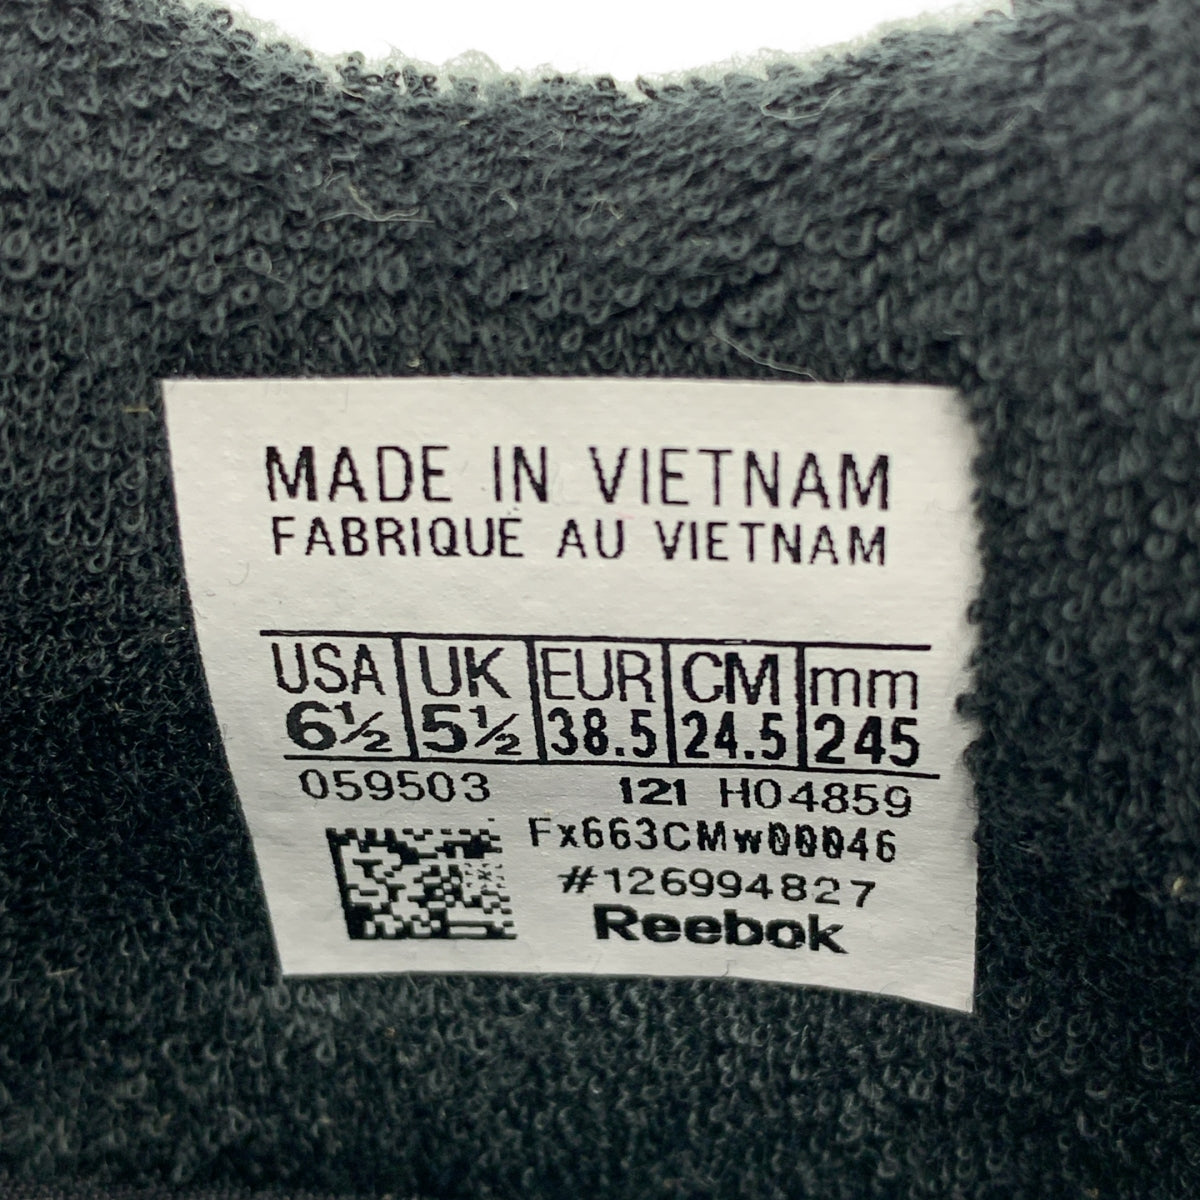 MADE IN VIETNAM
FABRIQUE AU VIETNAM
USA UK EUR CM mm
6½ 5½ 38.5 24.5 245
059503 121 H04859
Fx663CMw00046
#126994827
Reebok